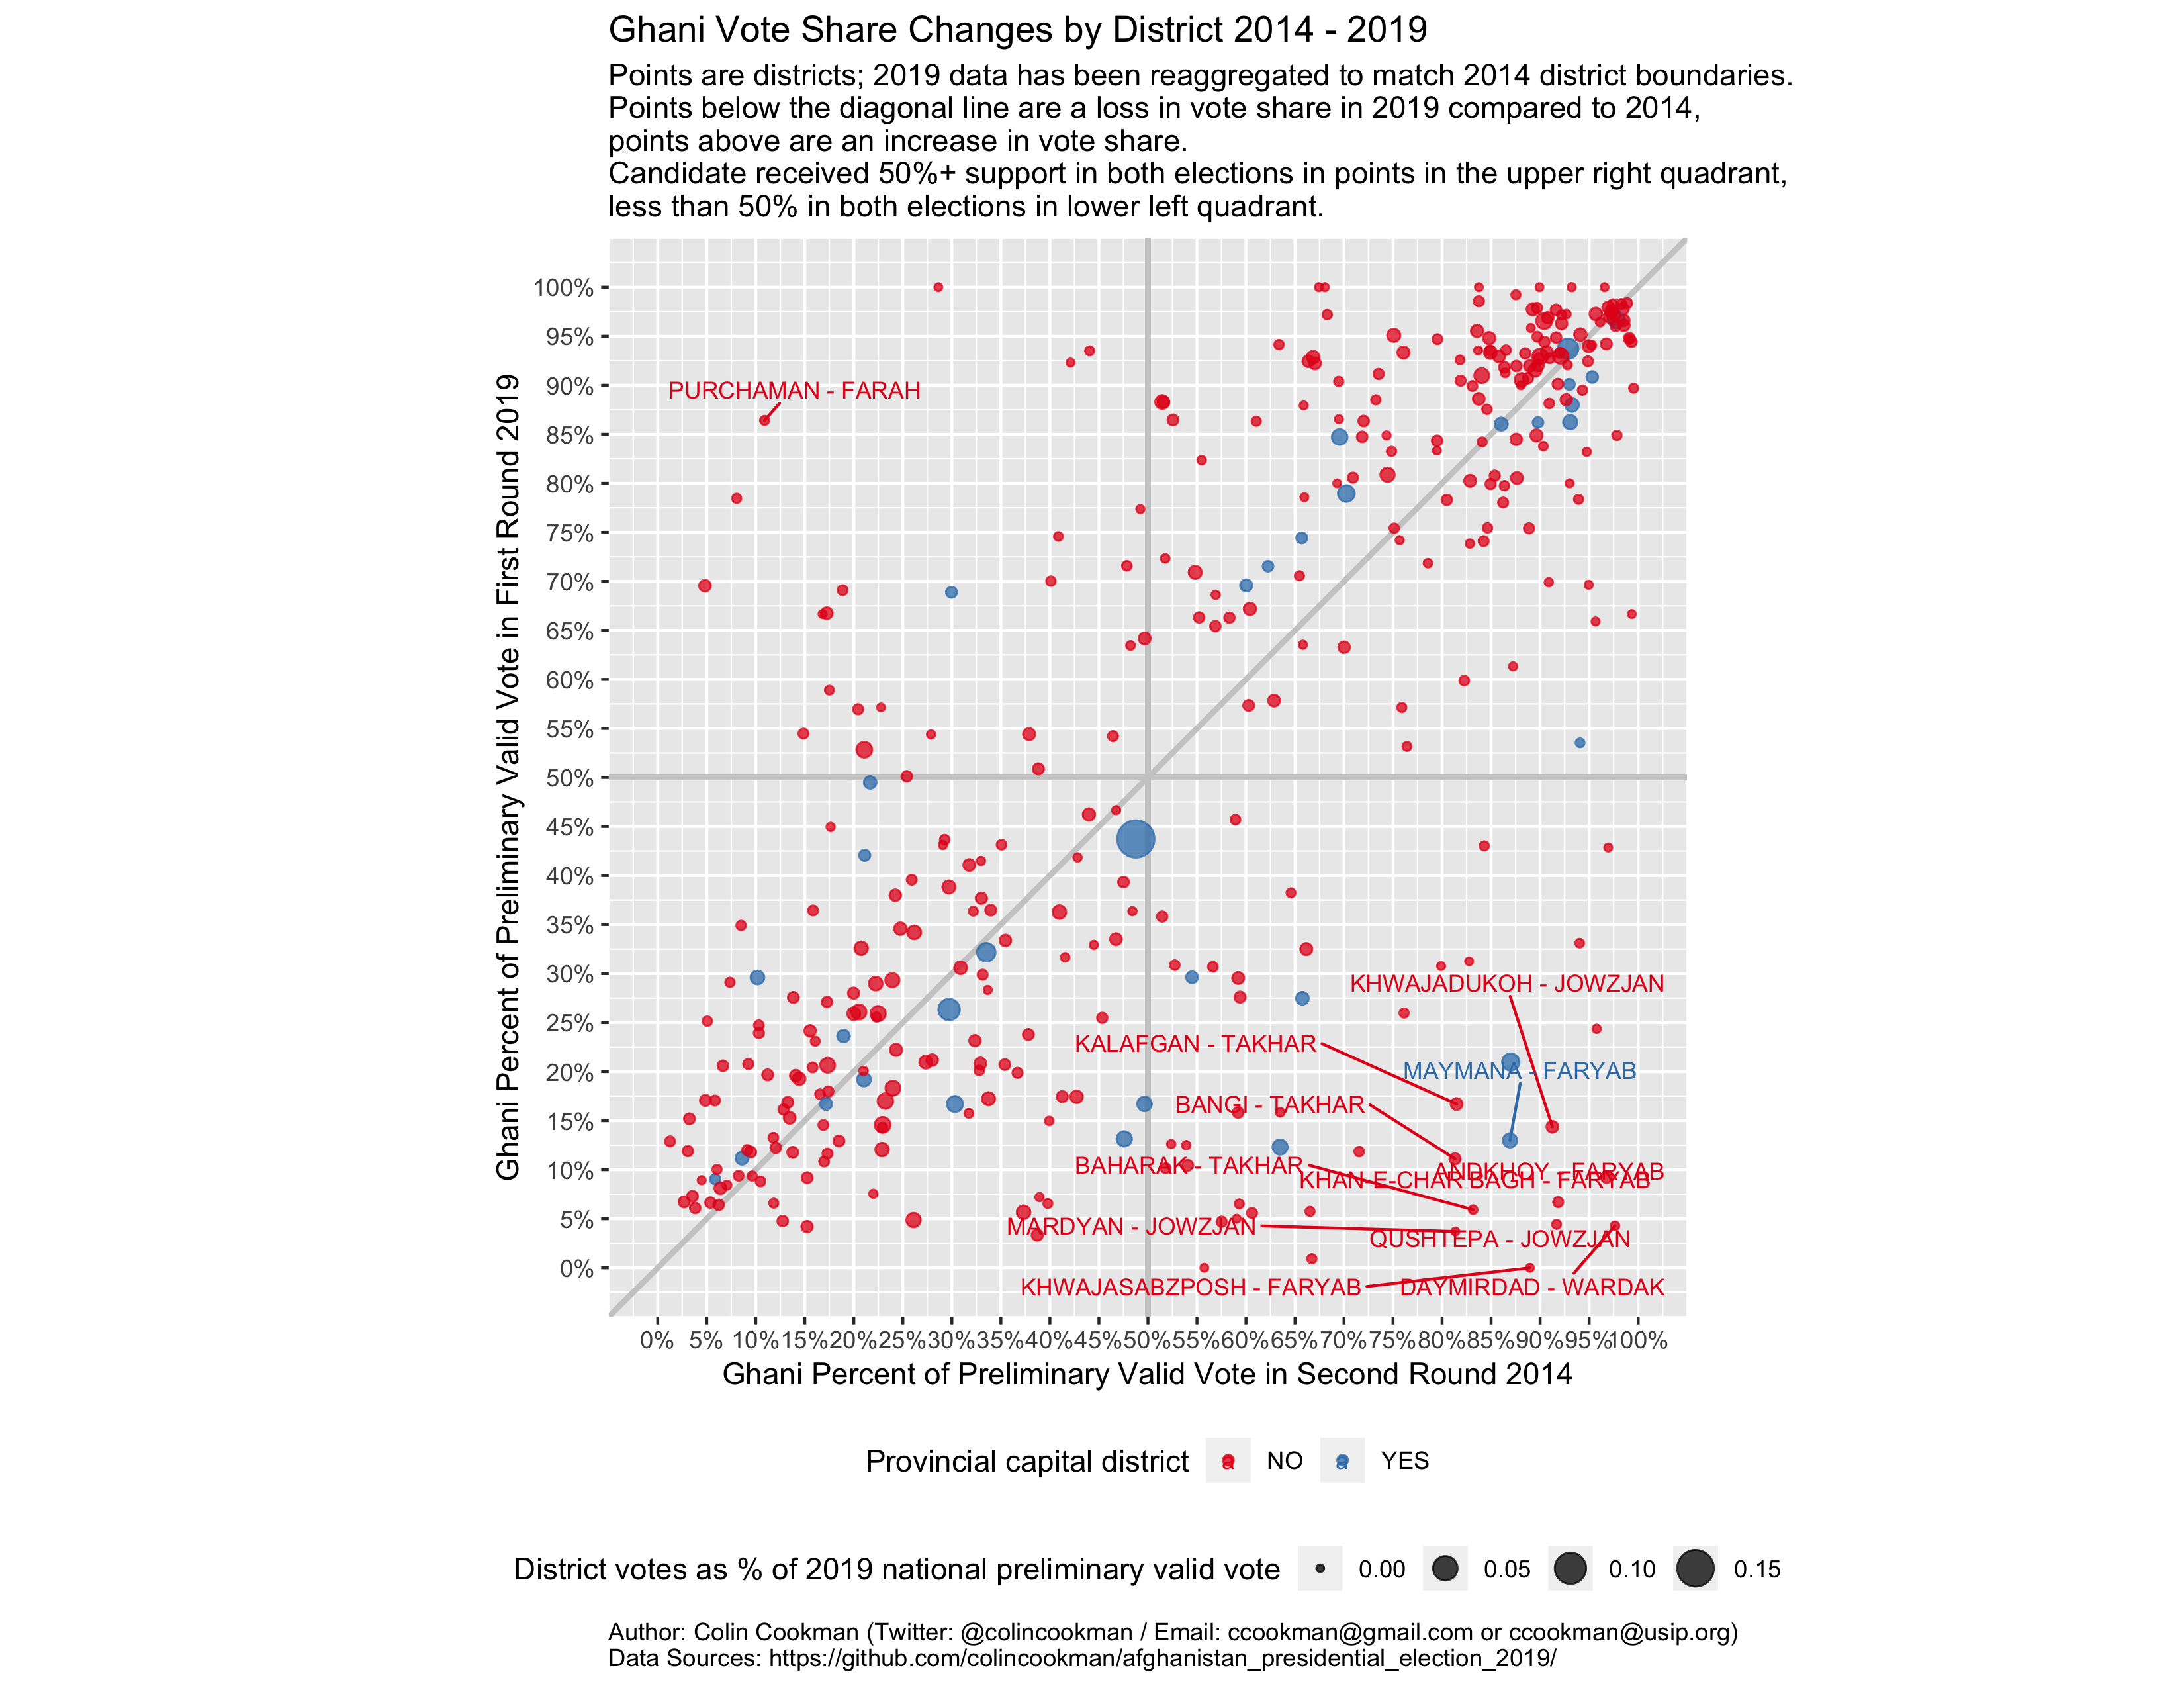 Ghani Vote Share Changes by District 2014 - 2019
Points are districts; 2019 data has been reaggregated to match 2014 district boundaries.
Points below the diagonal line are a loss in vote share in 2019 compared to 2014,
points above are an increase in vote share.
Candidate received 50%+ support in both elections in points in the upper right quadrant,
less than 50% in both elections in lower left quadrant.
Ghani Percent of Preliminary Valid Vote in First Round 2019
100%
95%
90%
85%
80%
75%
70%
65%
60%
55%
50%
45%
40%
35%
30%
25%
20%
15%
10%
5%
0%
PURCHAMAN - FARAH
KHWAJADUKOH - JOWZJAN
KALAFGAN - TAKHAR
MAYMANA - FARYAB
BANGI - TAKHAR
BAHARAK - TAKHAR
ANDKHOY - FARYAB
KHAN-E-CHAR BAGH - FARYAB
MARDYAN - JOWZJAN
QUSHTEPA - JOWZJAN
KHWAJASABZPOSH - FARYAB
DAYMIRDAD - WARDAK
0% 5% 10% 15% 20% 25% 30% 35% 40% 45% 50% 55% 60% 65% 70% 75% 80% 85% 90% 95% 100%
Ghani Percent of Preliminary Valid Vote in Second Round 2014
Provincial capital district a NO a YES
District votes as % of 2019 national preliminary valid vote 0.00 0.05 0.10 0.15
Author: Colin Cookman (Twitter: @colincookman / Email: ccookman@gmail.com or ccookman@usip.org)
Data Sources: https://github.com/colincookman/afghanistan_presidential_election_2019/